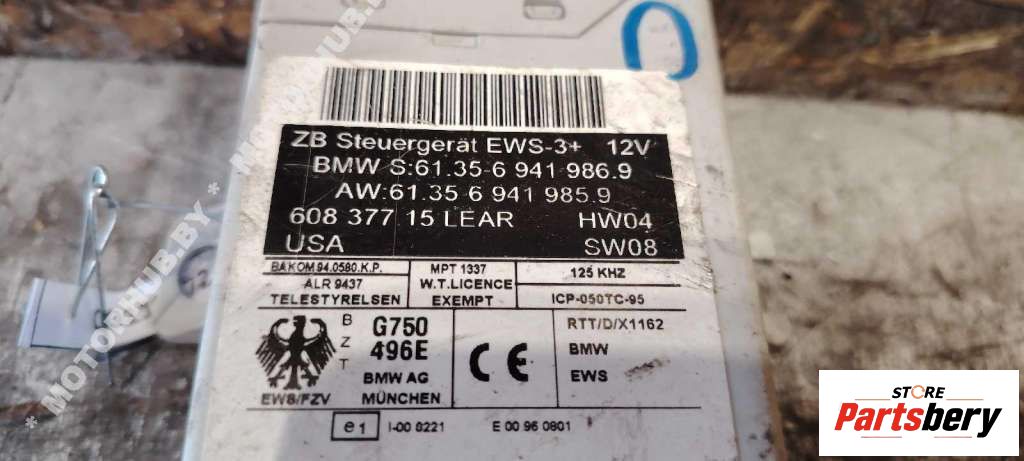 O
ZB Steuergerät EWS-3+ 12V
BMW S:61.35-6 941 986.9
AW:61.35-6 941 985.9
608 377 15 LEAR HW04
USA SW08
BAKOM 94.0580.K.P. MPT 1337 125 KHZ
ALR 9437 W.T.LICENCE
TELESTYRELSEN EXEMPT ICP-050TC-95
B Z T G750 RTT/D/X1162
496E CE BMW
BMW AG EWS
EWS/FZV MÜNCHEN
e1 I-00 8221 E 00 96 0801
* MOTORHUB.BY * MOTORHUB.BY *
STORE
Partsbery